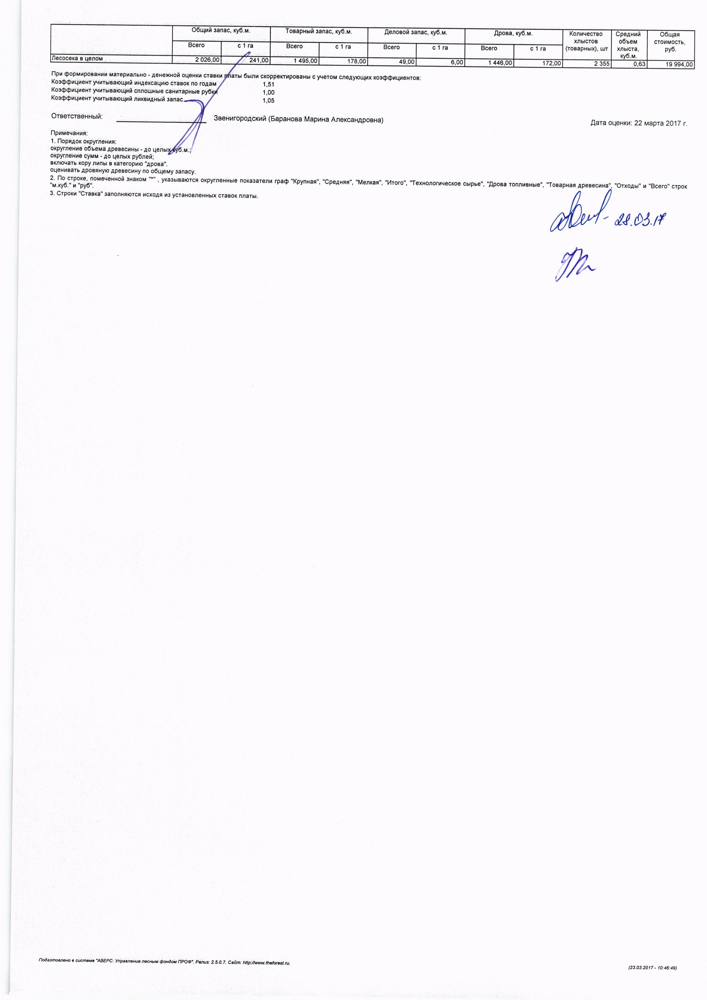 Общий запас, куб.м. Товарный запас, куб.м. Деловой запас, куб.м. Дрова, куб.м. Количество хлыстов (товарных), шт Средний объем хлыста, куб.м. Общая стоимость, руб.
Всего с 1 га Всего с 1 га Всего с 1 га Всего с 1 га
Лесосека в целом 2 026,00 241,00 1 495,00 178,00 49,00 6,00 1 446,00 172,00 2 355 0,63 19 994,00
При формировании материально - денежной оценки ставки платы были скорректированы с учетом следующих коэффициентов:
Коэффициент учитывающий индексацию ставок по годам 1,51
Коэффициент учитывающий сплошные санитарные рубки 1,00
Коэффициент учитывающий ликвидный запас 1,05
Ответственный: Звенигородский (Баранова Марина Александровна)
Дата оценки: 22 марта 2017 г.
Примечания:
1. Порядок округления:
округление объема древесины - до целых куб.м.;
округление сумм - до целых рублей;
включать кору липы в категорию "дрова".
оценивать дровяную древесину по общему запасу.
2. По строке, помеченной знаком "*" , указываются округленные показатели граф "Крупная", "Средняя", "Мелкая", "Итого", "Технологическое сырье", "Дрова топливные", "Товарная древесина", "Отходы" и "Всего" строк
"м.куб." и "руб".
3. Строки "Ставка" заполняются исходя из установленных ставок платы.
28.03.17
Подготовлено в системе "АВЕРС: Управление лесным фондом ПРОФ". Релиз: 2.5.0.7. Сайт: http://www.theforest.ru.
(23.03.2017 - 10:46:49)